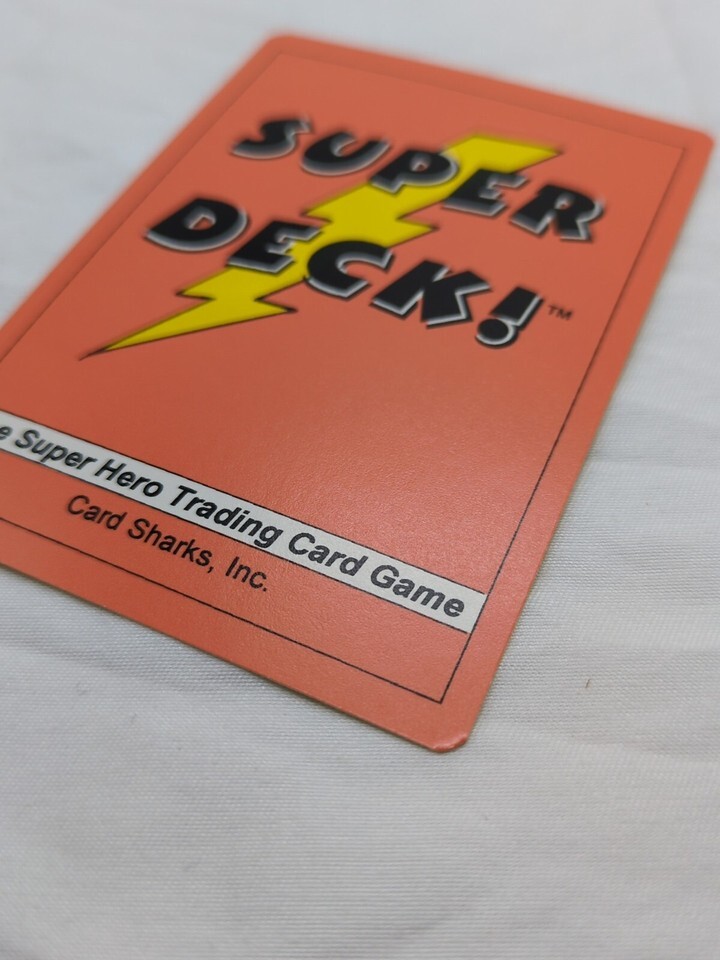 SUPER
DECK!™
e Super Hero Trading Card Game
Card Sharks, Inc.